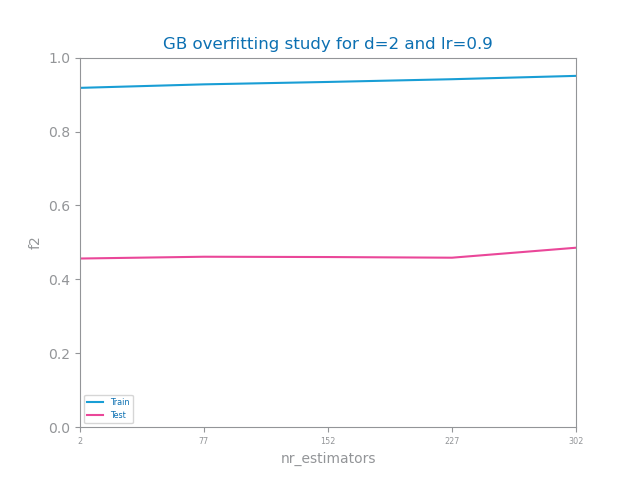 GB overfitting study for d=2 and lr=0.9
1.0
0.8
0.6
0.4
0.2
0.0
f2
Train
Test
2 77 152 227 302
nr_estimators